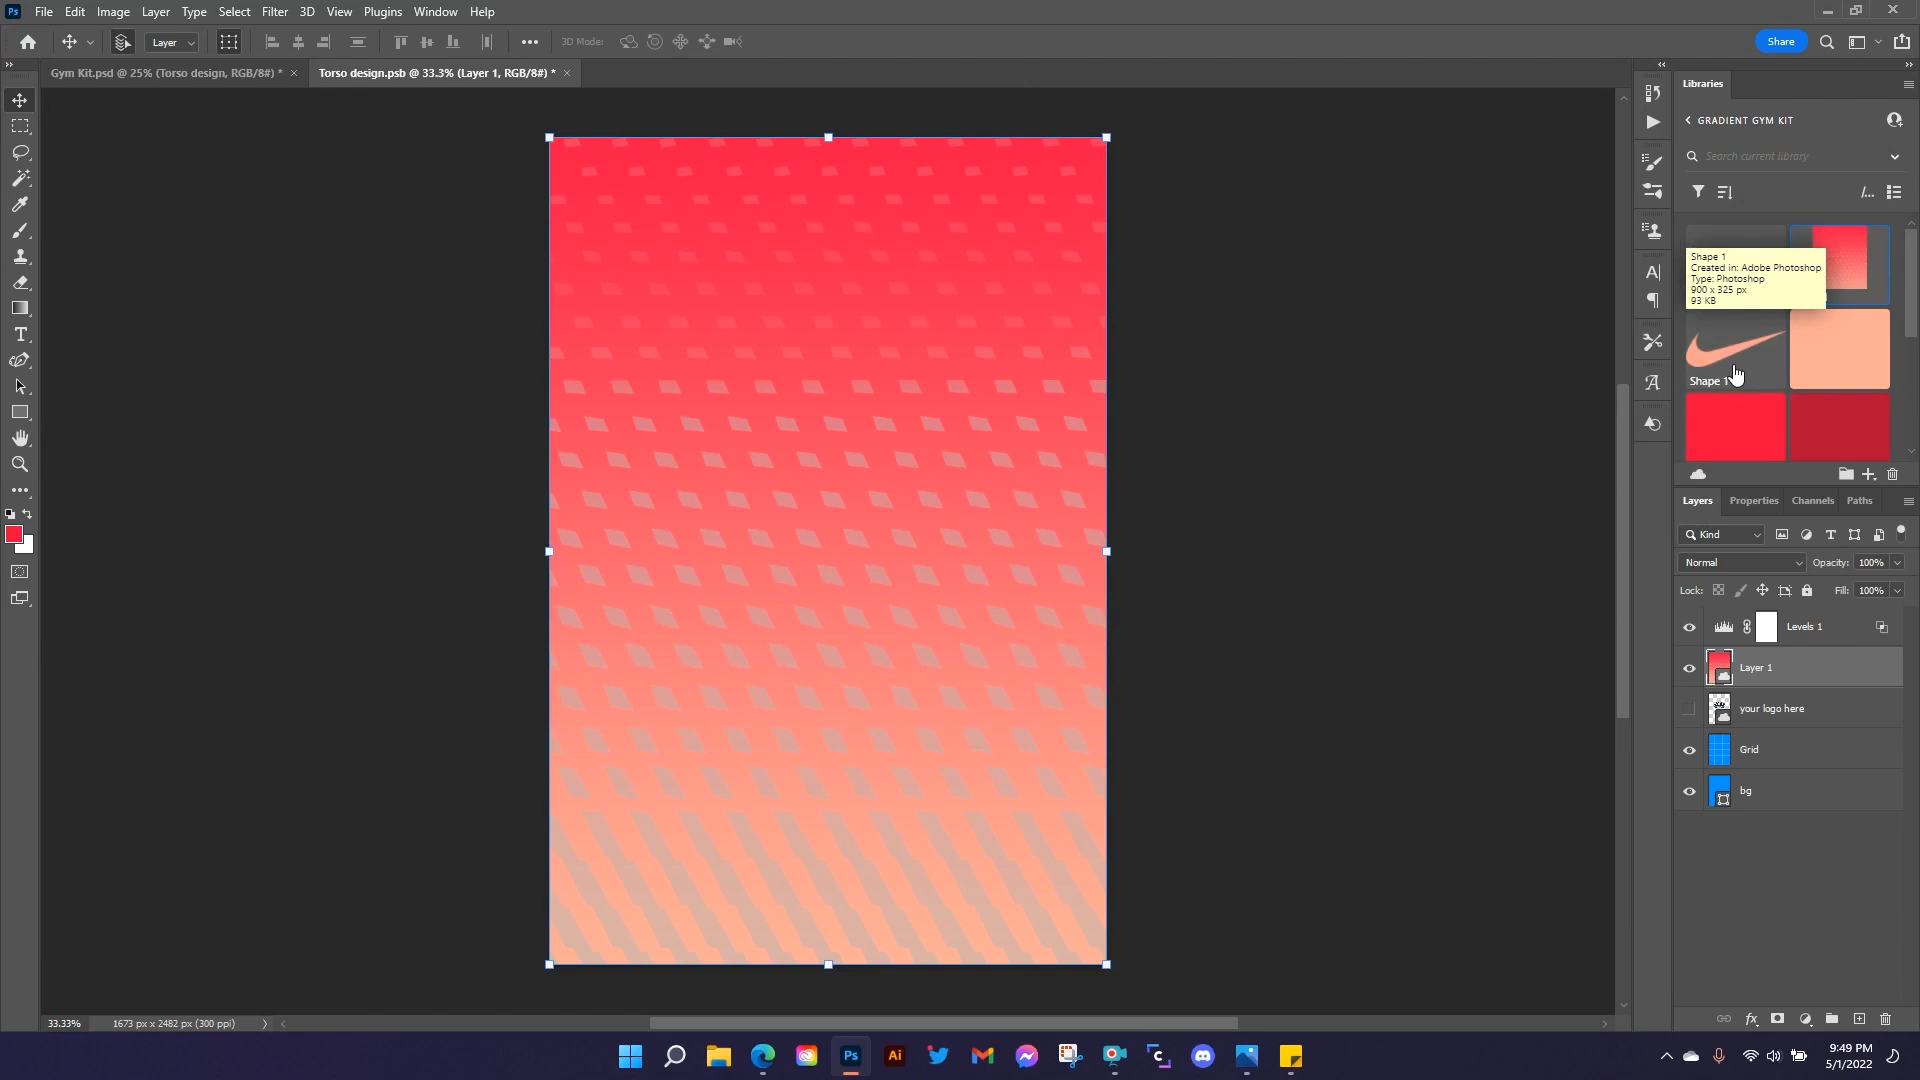 Ps File Edit Image Layer Type Select Filter 3D View Plugins Window Help
Layer 3D Mode: Share
Gym Kit.psd @ 25% (Torso design, RGB/8#) * × Torso design.psb @ 33.3% (Layer 1, RGB/8#) * ×
Libraries
GRADIENT GYM KIT
Search current library
Shape 1
Created in: Adobe Photoshop
Type: Photoshop
900 x 325 px
93 KB
Shape 1
Layers Properties Channels Paths
Kind
Normal Opacity: 100%
Lock: Fill: 100%
Levels 1
Layer 1
your logo here
Grid
bg
33.33% 1673 px x 2482 px (300 ppi)
Ps Ai
9:49 PM
5/1/2022